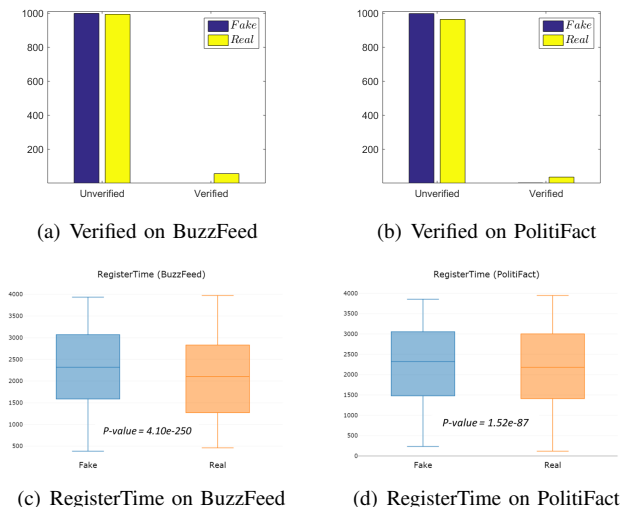 1000
800
600
400
200
Fake
Real
Unverified
Verified
(a) Verified on BuzzFeed
1000
800
600
400
200
Fake
Real
Unverified
Verified
(b) Verified on PolitiFact
RegisterTime (BuzzFeed)
4000
3500
3000
2500
2000
1500
1000
500
P-value = 4.10e-250
Fake
Real
(c) RegisterTime on BuzzFeed
RegisterTime (PolitiFact)
4000
3500
3000
2500
2000
1500
1000
500
0
P-value = 1.52e-87
Fake
Real
(d) RegisterTime on PolitiFact